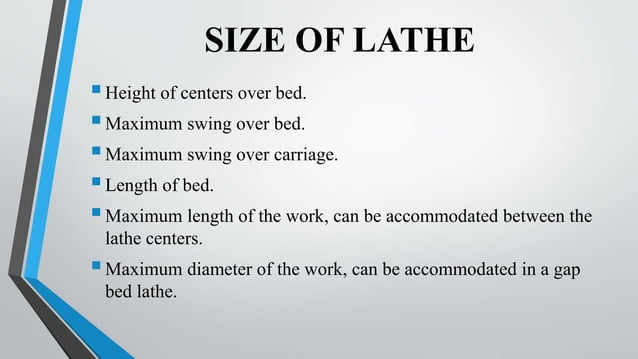 SIZE OF LATHE
Height of centers over bed.
Maximum swing over bed.
Maximum swing over carriage.
Length of bed.
Maximum length of the work, can be accommodated between the
lathe centers.
Maximum diameter of the work, can be accommodated in a gap
bed lathe.